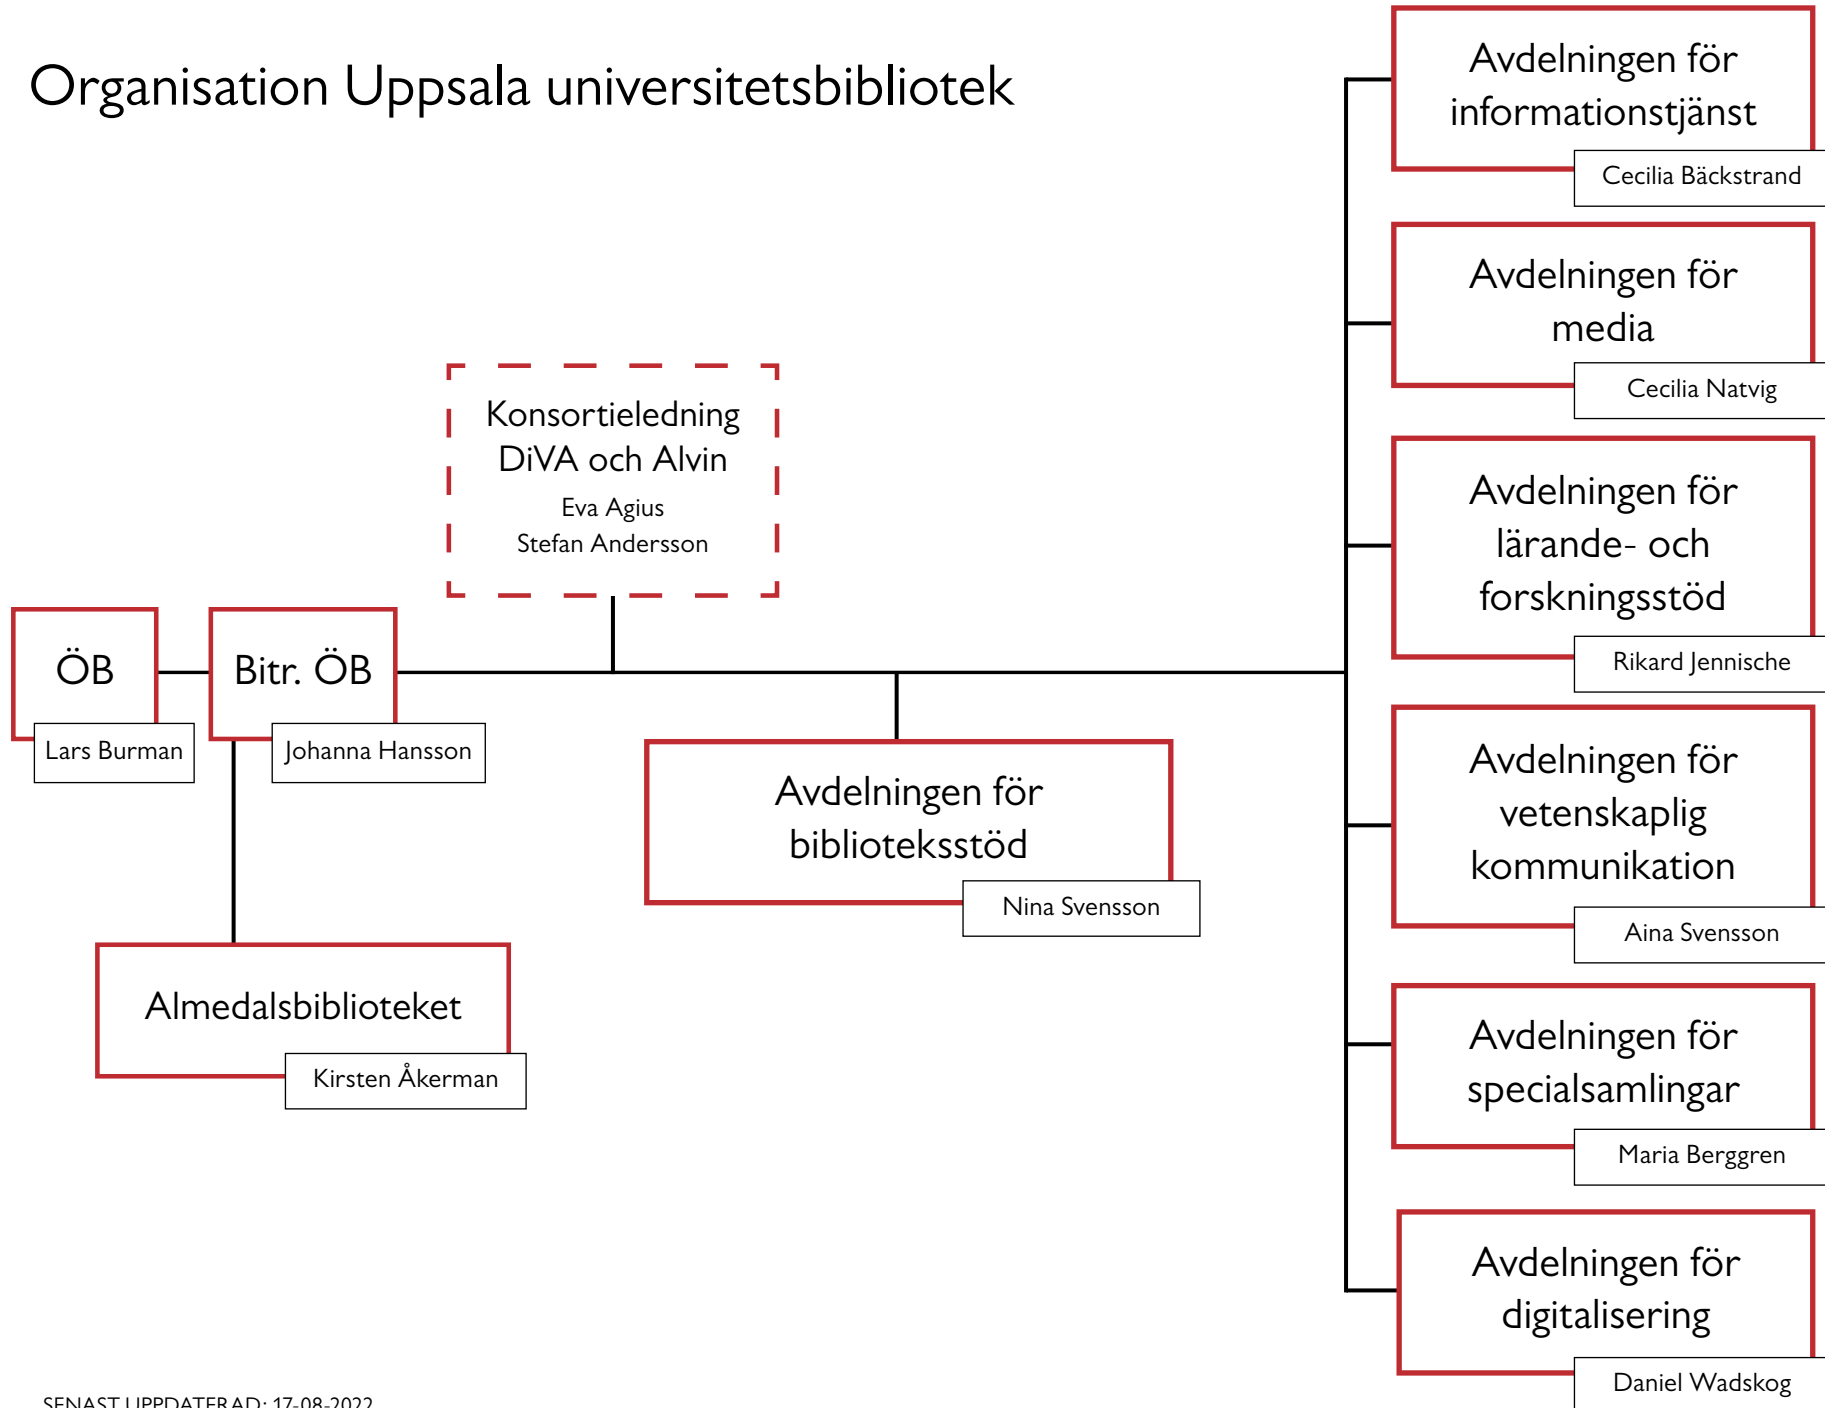 Organisation Uppsala universitetsbibliotek
Avdelningen för
informationstjänst
Cecilia Bäckstrand
Avdelningen för
media
Cecilia Natvig
Konsortieledning
DiVA och Alvin
Eva Agius
Stefan Andersson
Avdelningen för
lärande- och
forskningsstöd
Rikard Jennische
ÖB
Lars Burman
Bitr. ÖB
Johanna Hansson
Avdelningen för
biblioteksstöd
Nina Svensson
Avdelningen för
vetenskaplig
kommunikation
Aina Svensson
Almedalsbiblioteket
Kirsten Åkerman
Avdelningen för
specialsamlingar
Maria Berggren
Avdelningen för
digitalisering
Daniel Wadskog
SENAST UPPDATERAD: 17-08-2022